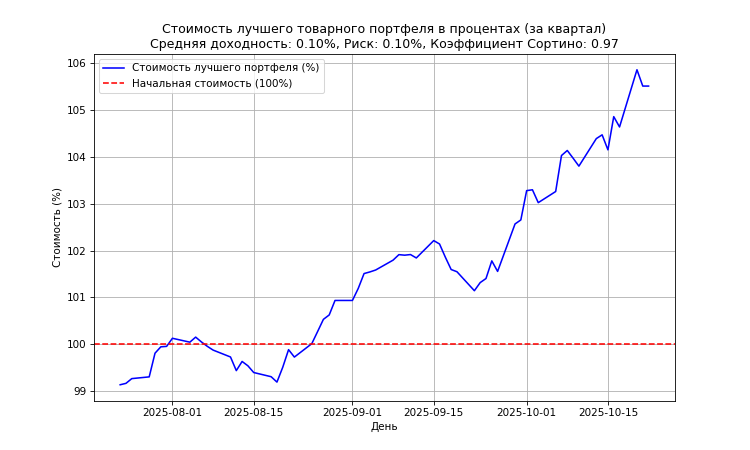 Стоимость лучшего товарного портфеля в процентах (за квартал)
Средняя доходность: 0.10%, Риск: 0.10%, Коэффициент Сортино: 0.97
Стоимость лучшего портфеля (%)
Начальная стоимость (100%)
106
105
104
103
102
101
100
99
Стоимость (%)
2025-08-01 2025-08-15 2025-09-01 2025-09-15 2025-10-01 2025-10-15
День